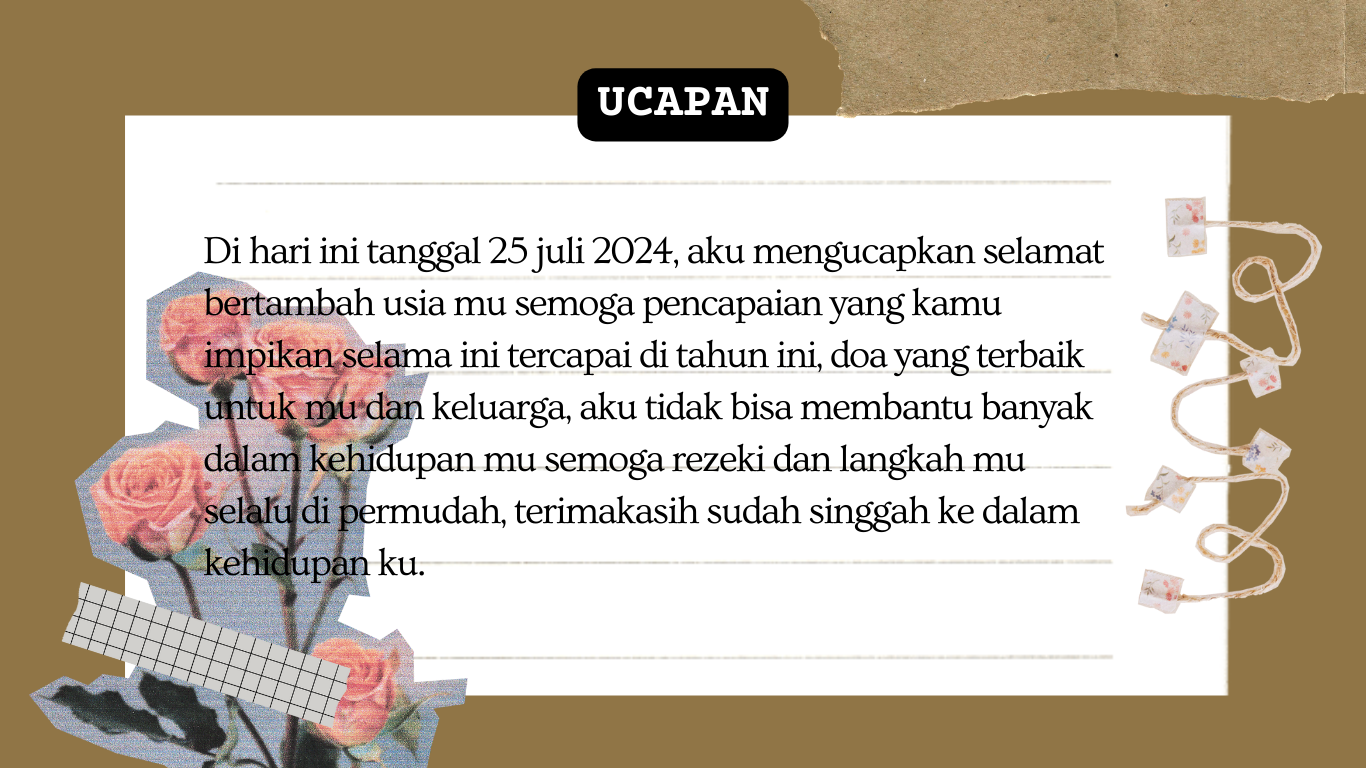 UCAPAN
Di hari ini tanggal 25 juli 2024, aku mengucapkan selamat
bertambah usia mu semoga pencapaian yang kamu
impikan selama ini tercapai di tahun ini, doa yang terbaik
untuk mu dan keluarga, aku tidak bisa membantu banyak
dalam kehidupan mu semoga rezeki dan langkah mu
selalu di permudah, terimakasih sudah singgah ke dalam
kehidupan ku.